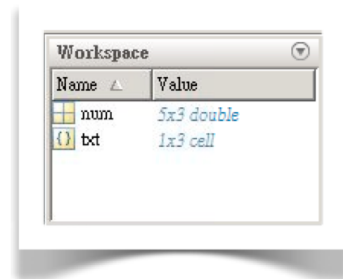 Workspace
Name Value
num 5x3 double
{} txt 1x3 cell